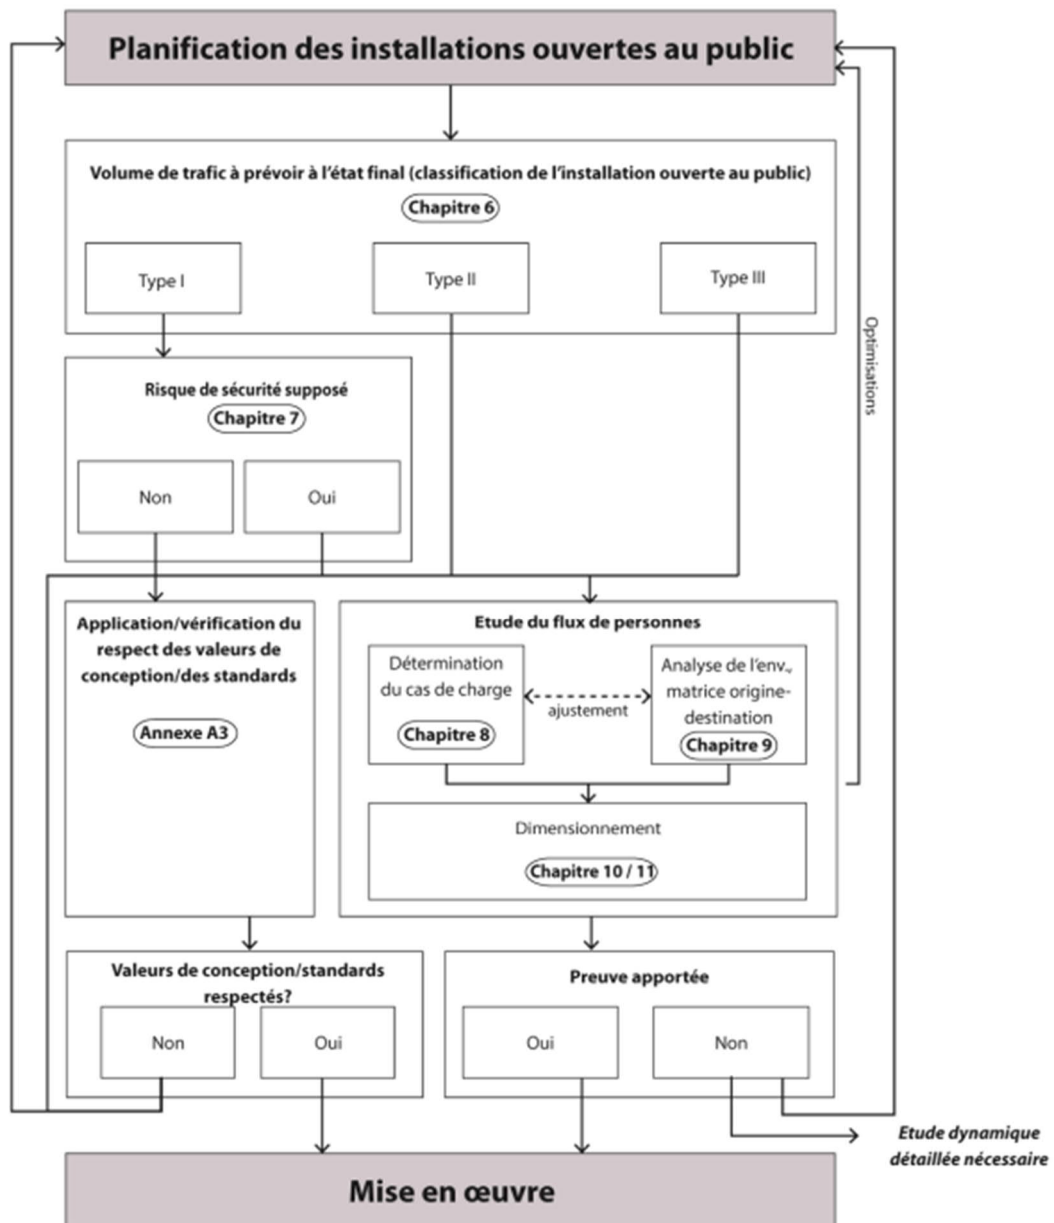 Planification des installations ouvertes au public
Volume de trafic à prévoir à l'état final (classification de l'installation ouverte au public)
Chapitre 6
Type I
Type II
Type III
Optimisations
Risque de sécurité supposé
Chapitre 7
Non
Oui
Application/vérification du
respect des valeurs de
conception/des standards
Annexe A3
Etude du flux de personnes
Détermination
du cas de charge
Chapitre 8
ajustement
Analyse de l'env.,
matrice origine-
destination
Chapitre 9
Dimensionnement
Chapitre 10 / 11
Valeurs de conception/standards
respectés?
Non
Oui
Preuve apportée
Oui
Non
Etude dynamique
détaillée nécessaire
Mise en œuvre